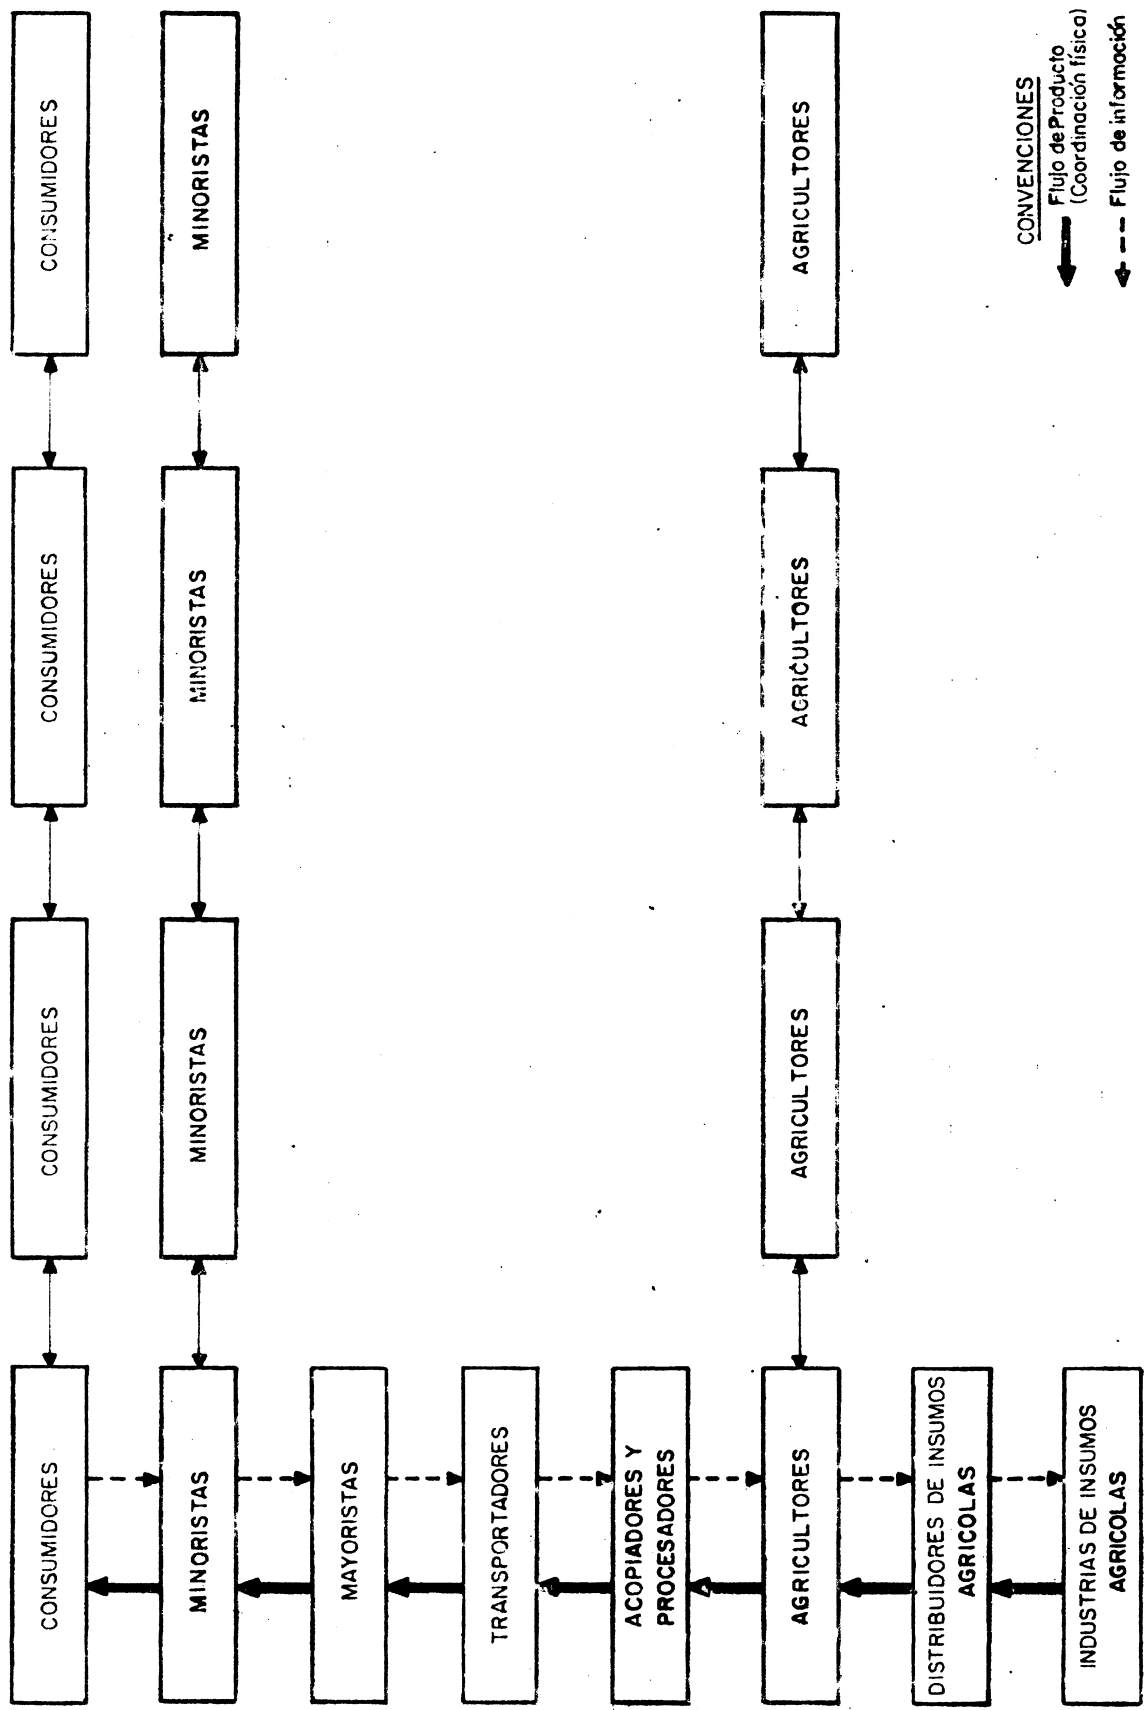 CONSUMIDORES
CONSUMIDORES
CONSUMIDORES
CONSUMIDORES
MINORISTAS
MINORISTAS
MINORISTAS
MINORISTAS
MAYORISTAS
TRANSPORTADORES
ACOPIADORES Y
PROCESADORES
AGRICULTORES
AGRICULTORES
AGRICULTORES
AGRICULTORES
DISTRIBUIDORES DE INSUMOS
AGRICOLAS
INDUSTRIAS DE INSUMOS
AGRICOLAS
CONVENCIONES
Flujo de Producto
(Coordinación física)
Flujo de información